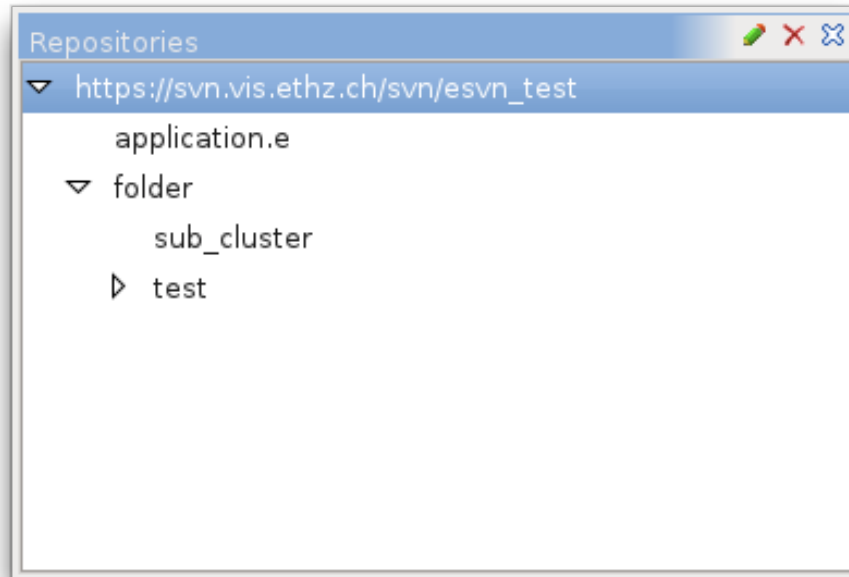 Repositories
https://svn.vis.ethz.ch/svn/esvn_test
application.e
folder
sub_cluster
test